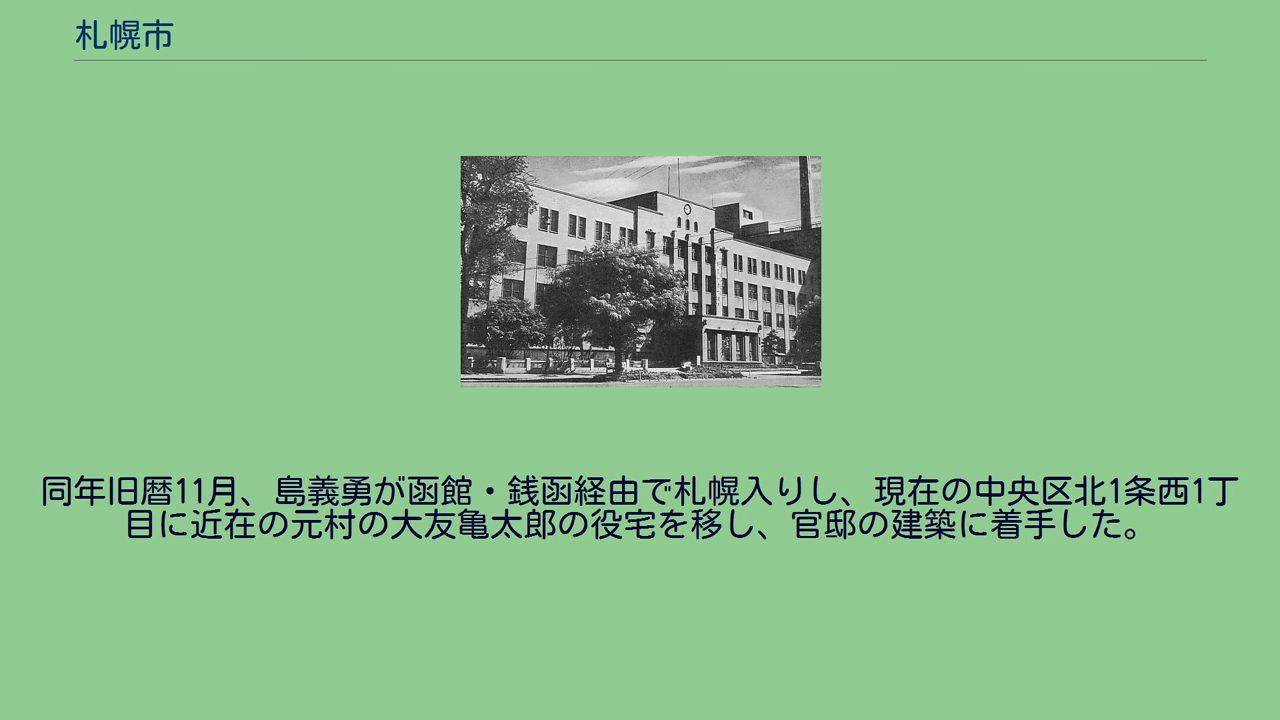 札幌市
同年旧暦11月、島義勇が函館・銭函経由で札幌入りし、現在の中央区北1条西1丁
目に近在の元村の大友亀太郎の役宅を移し、官邸の建築に着手した。